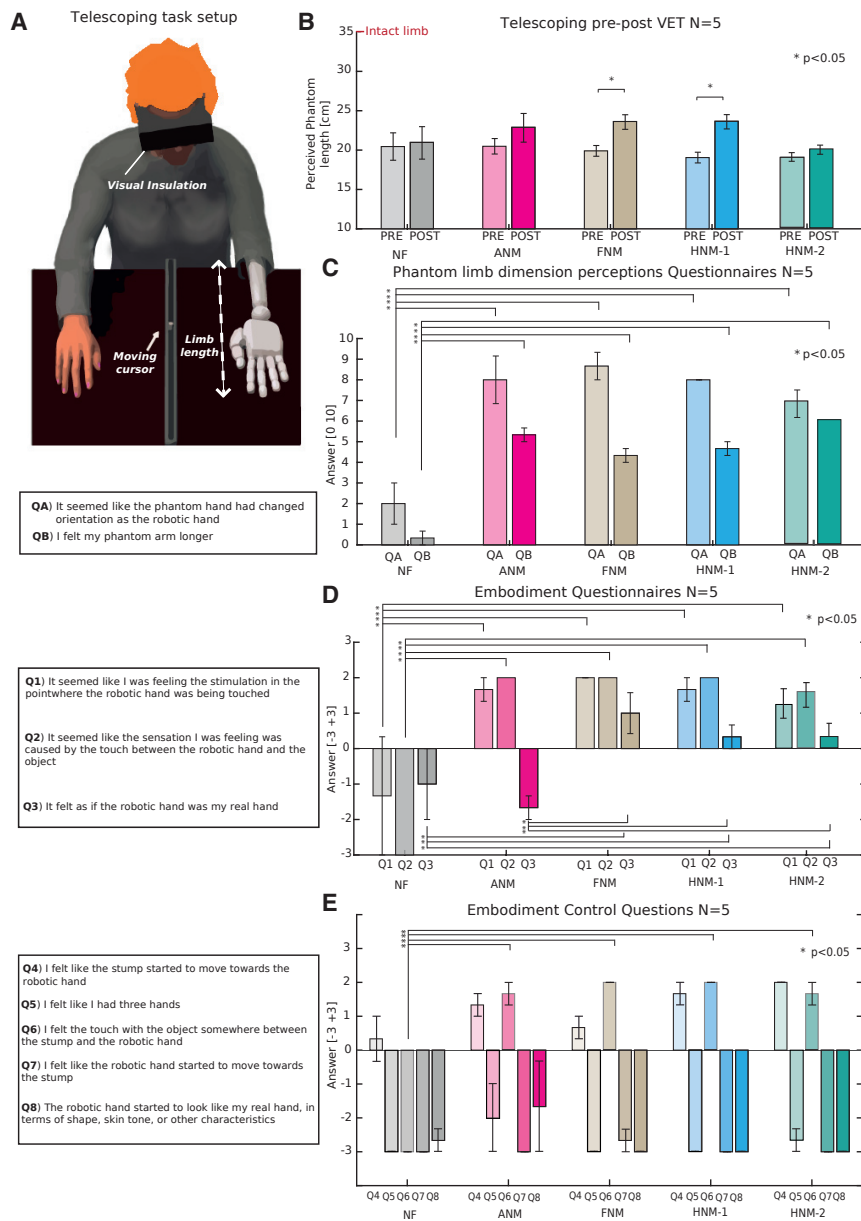 A
Telescoping task setup
Visual Insulation
Moving
cursor
Limb
length
QA) It seemed like the phantom hand had changed
orientation as the robotic hand
QB) I felt my phantom arm longer
B
Telescoping pre-post VET N=5
Intact limb
* p<0.05
Perceived Phantom
length [cm]
35
30
25
20
15
10
*
*
PRE POST
PRE POST
PRE POST
PRE POST
PRE POST
NF
ANM
FNM
HNM-1
HNM-2
C
Phantom limb dimension perceptions Questionnaires N=5
****
****
* p<0.05
Answer [0 10]
10
9
8
7
6
5
4
3
2
1
0
QA QB
QA QB
QA QB
QA QB
QA QB
NF
ANM
FNM
HNM-1
HNM-2
D
Embodiment Questionnaires N=5
****
****
* p<0.05
Q1) It seemed like I was feeling the stimulation in the
pointwhere the robotic hand was being touched
Q2) It seemed like the sensation I was feeling was
caused by the touch between the robotic hand and the
object
Q3) It felt as if the robotic hand was my real hand
Answer [-3 +3]
2
1
0
-1
-2
-3
***
***
Q1 Q2 Q3
Q1 Q2 Q3
Q1 Q2 Q3
Q1 Q2 Q3
Q1 Q2 Q3
NF
ANM
FNM
HNM-1
HNM-2
E
Embodiment Control Questions N=5
****
* p<0.05
Q4) I felt like the stump started to move towards the
robotic hand
Q5) I felt like I had three hands
Q6) I felt the touch with the object somewhere between
the stump and the robotic hand
Q7) I felt like the robotic hand started to move towards
the stump
Q8) The robotic hand started to look like my real hand, in
terms of shape, skin tone, or other characteristics
Answer [-3 +3]
2
1
0
-1
-2
-3
Q4 Q5 Q6 Q7 Q8
Q4 Q5 Q6 Q7 Q8
Q4 Q5 Q6 Q7 Q8
Q4 Q5 Q6 Q7 Q8
Q4 Q5 Q6 Q7 Q8
NF
ANM
FNM
HNM-1
HNM-2